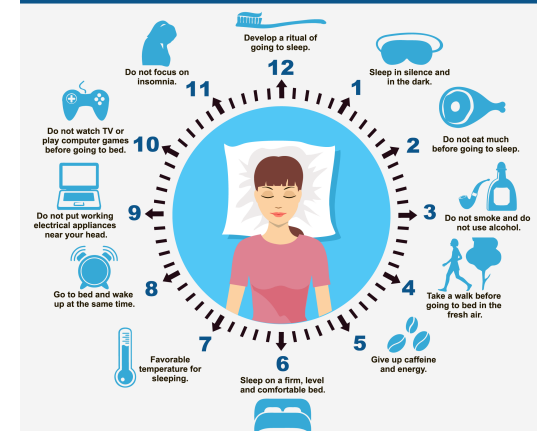 12
Develop a ritual of
going to sleep.
1
Sleep in silence and
in the dark.
2
Do not eat much
before going to sleep.
3
Do not smoke and do
not use alcohol.
4
Take a walk before
going to bed in the
fresh air.
5
Give up caffeine
and energy.
6
Sleep on a firm, level
and comfortable bed.
7
Favorable
temperature for
sleeping.
8
Go to bed and wake
up at the same time.
9
Do not put working
electrical appliances
near your head.
10
Do not watch TV or
play computer games
before going to bed.
11
Do not focus on
insomnia.